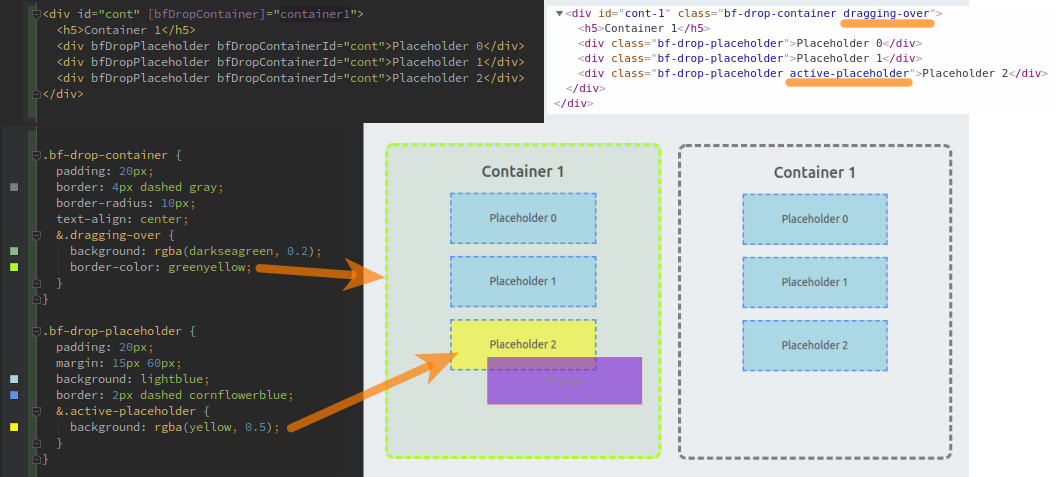 <div id="cont" [bfDropContainer]="container1">
<h5>Container 1</h5>
<div bfDropPlaceholder bfDropContainerId="cont">Placeholder 0</div>
<div bfDropPlaceholder bfDropContainerId="cont">Placeholder 1</div>
<div bfDropPlaceholder bfDropContainerId="cont">Placeholder 2</div>
</div>
<div id="cont-1" class="bf-drop-container dragging-over">
<h5>Container 1</h5>
<div class="bf-drop-placeholder">Placeholder 0</div>
<div class="bf-drop-placeholder">Placeholder 1</div>
<div class="bf-drop-placeholder active-placeholder">Placeholder 2</div>
</div>
</div>
.bf-drop-container {
padding: 20px;
border: 4px dashed gray;
border-radius: 10px;
text-align: center;
&.dragging-over {
background: rgba(darkseagreen, 0.2);
border-color: greenyellow;
}
}
.bf-drop-placeholder {
padding: 20px;
margin: 15px 60px;
background: lightblue;
border: 2px dashed cornflowerblue;
&.active-placeholder {
background: rgba(yellow, 0.5);
}
}
Container 1
Placeholder 0
Placeholder 1
Placeholder 2
Container 1
Placeholder 0
Placeholder 1
Placeholder 2